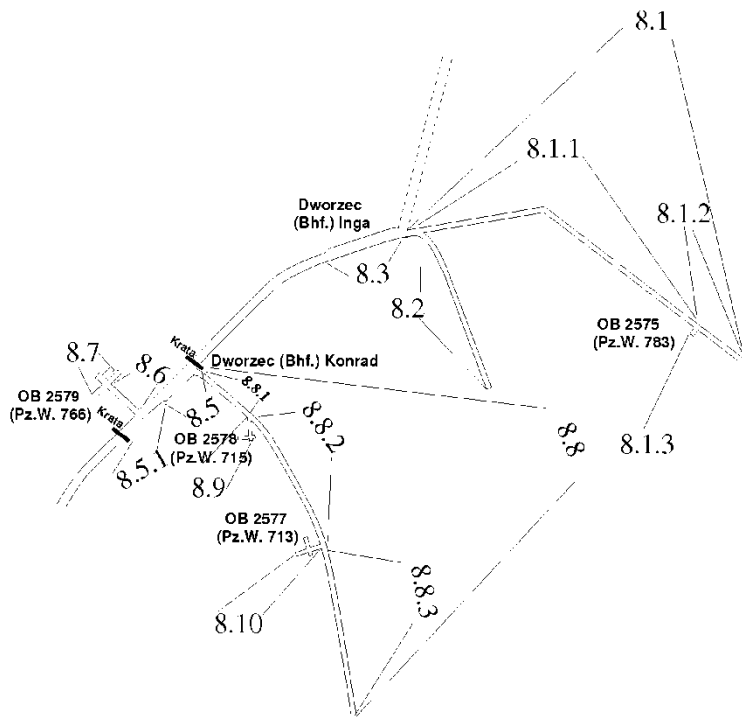 8.1
8.1.1
Dworzec
(Bhf.) Inga
8.1.2
8.3
8.2
OB 2575
(Pz.W. 783)
Krata
8.7
8.6
Dworzec (Bhf.) Konrad
8.8.1
OB 2579
(Pz.W. 766)
Krata
8.5
8.8.2
8.8
8.1.3
OB 2578
(Pz.W. 715)
8.5.1
8.9
OB 2577
(Pz.W. 713)
8.8.3
8.10